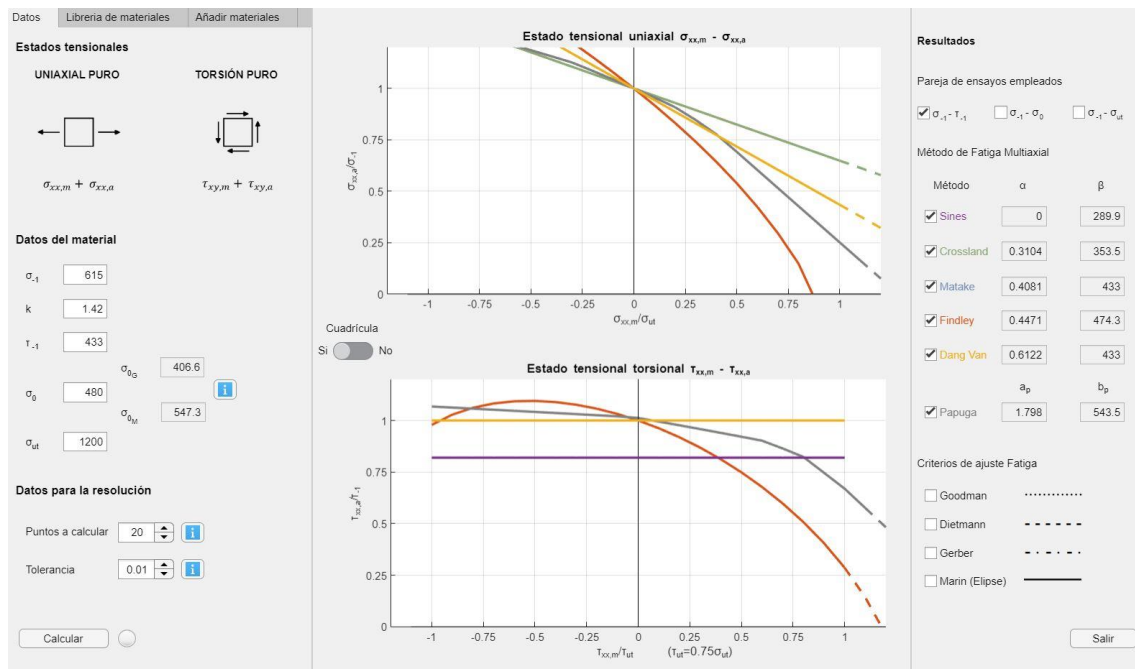 Datos Librería de materiales Añadir materiales
Estados tensionales
UNIAXIAL PURO TORSIÓN PURO
σxx,m + σxx,a τxy,m + τxy,a
Datos del material
σ-1 615
k 1.42
τ-1 433
σ0G 406.6
σ0 480
σ0M 547.3
σut 1200
Datos para la resolución
Puntos a calcular 20
Tolerancia 0.01
Calcular
Estado tensional uniaxial σxx,m - σxx,a
1
0.75
0.5
0.25
0
σxx,a/σ-1
-1 -0.75 -0.5 -0.25 0 0.25 0.5 0.75 1
σxx,m/σut
Cuadrícula
Si No
Estado tensional torsional τxx,m - τxx,a
1
0.75
0.5
0.25
0
τxx,a/τ-1
-1 -0.75 -0.5 -0.25 0 0.25 0.5 0.75 1
τxx,m/τut (τut=0.75σut)
Resultados
Pareja de ensayos empleados
σ-1 - τ-1 σ-1 - σ0 σ-1 - σut
Método de Fatiga Multiaxial
Método α β
Sines 0 289.9
Crossland 0.3104 353.5
Matake 0.4081 433
Findley 0.4471 474.3
Dang Van 0.6122 433
ap bp
Papuga 1.798 543.5
Criterios de ajuste Fatiga
Goodman
Dietmann
Gerber
Marin (Elipse)
Salir